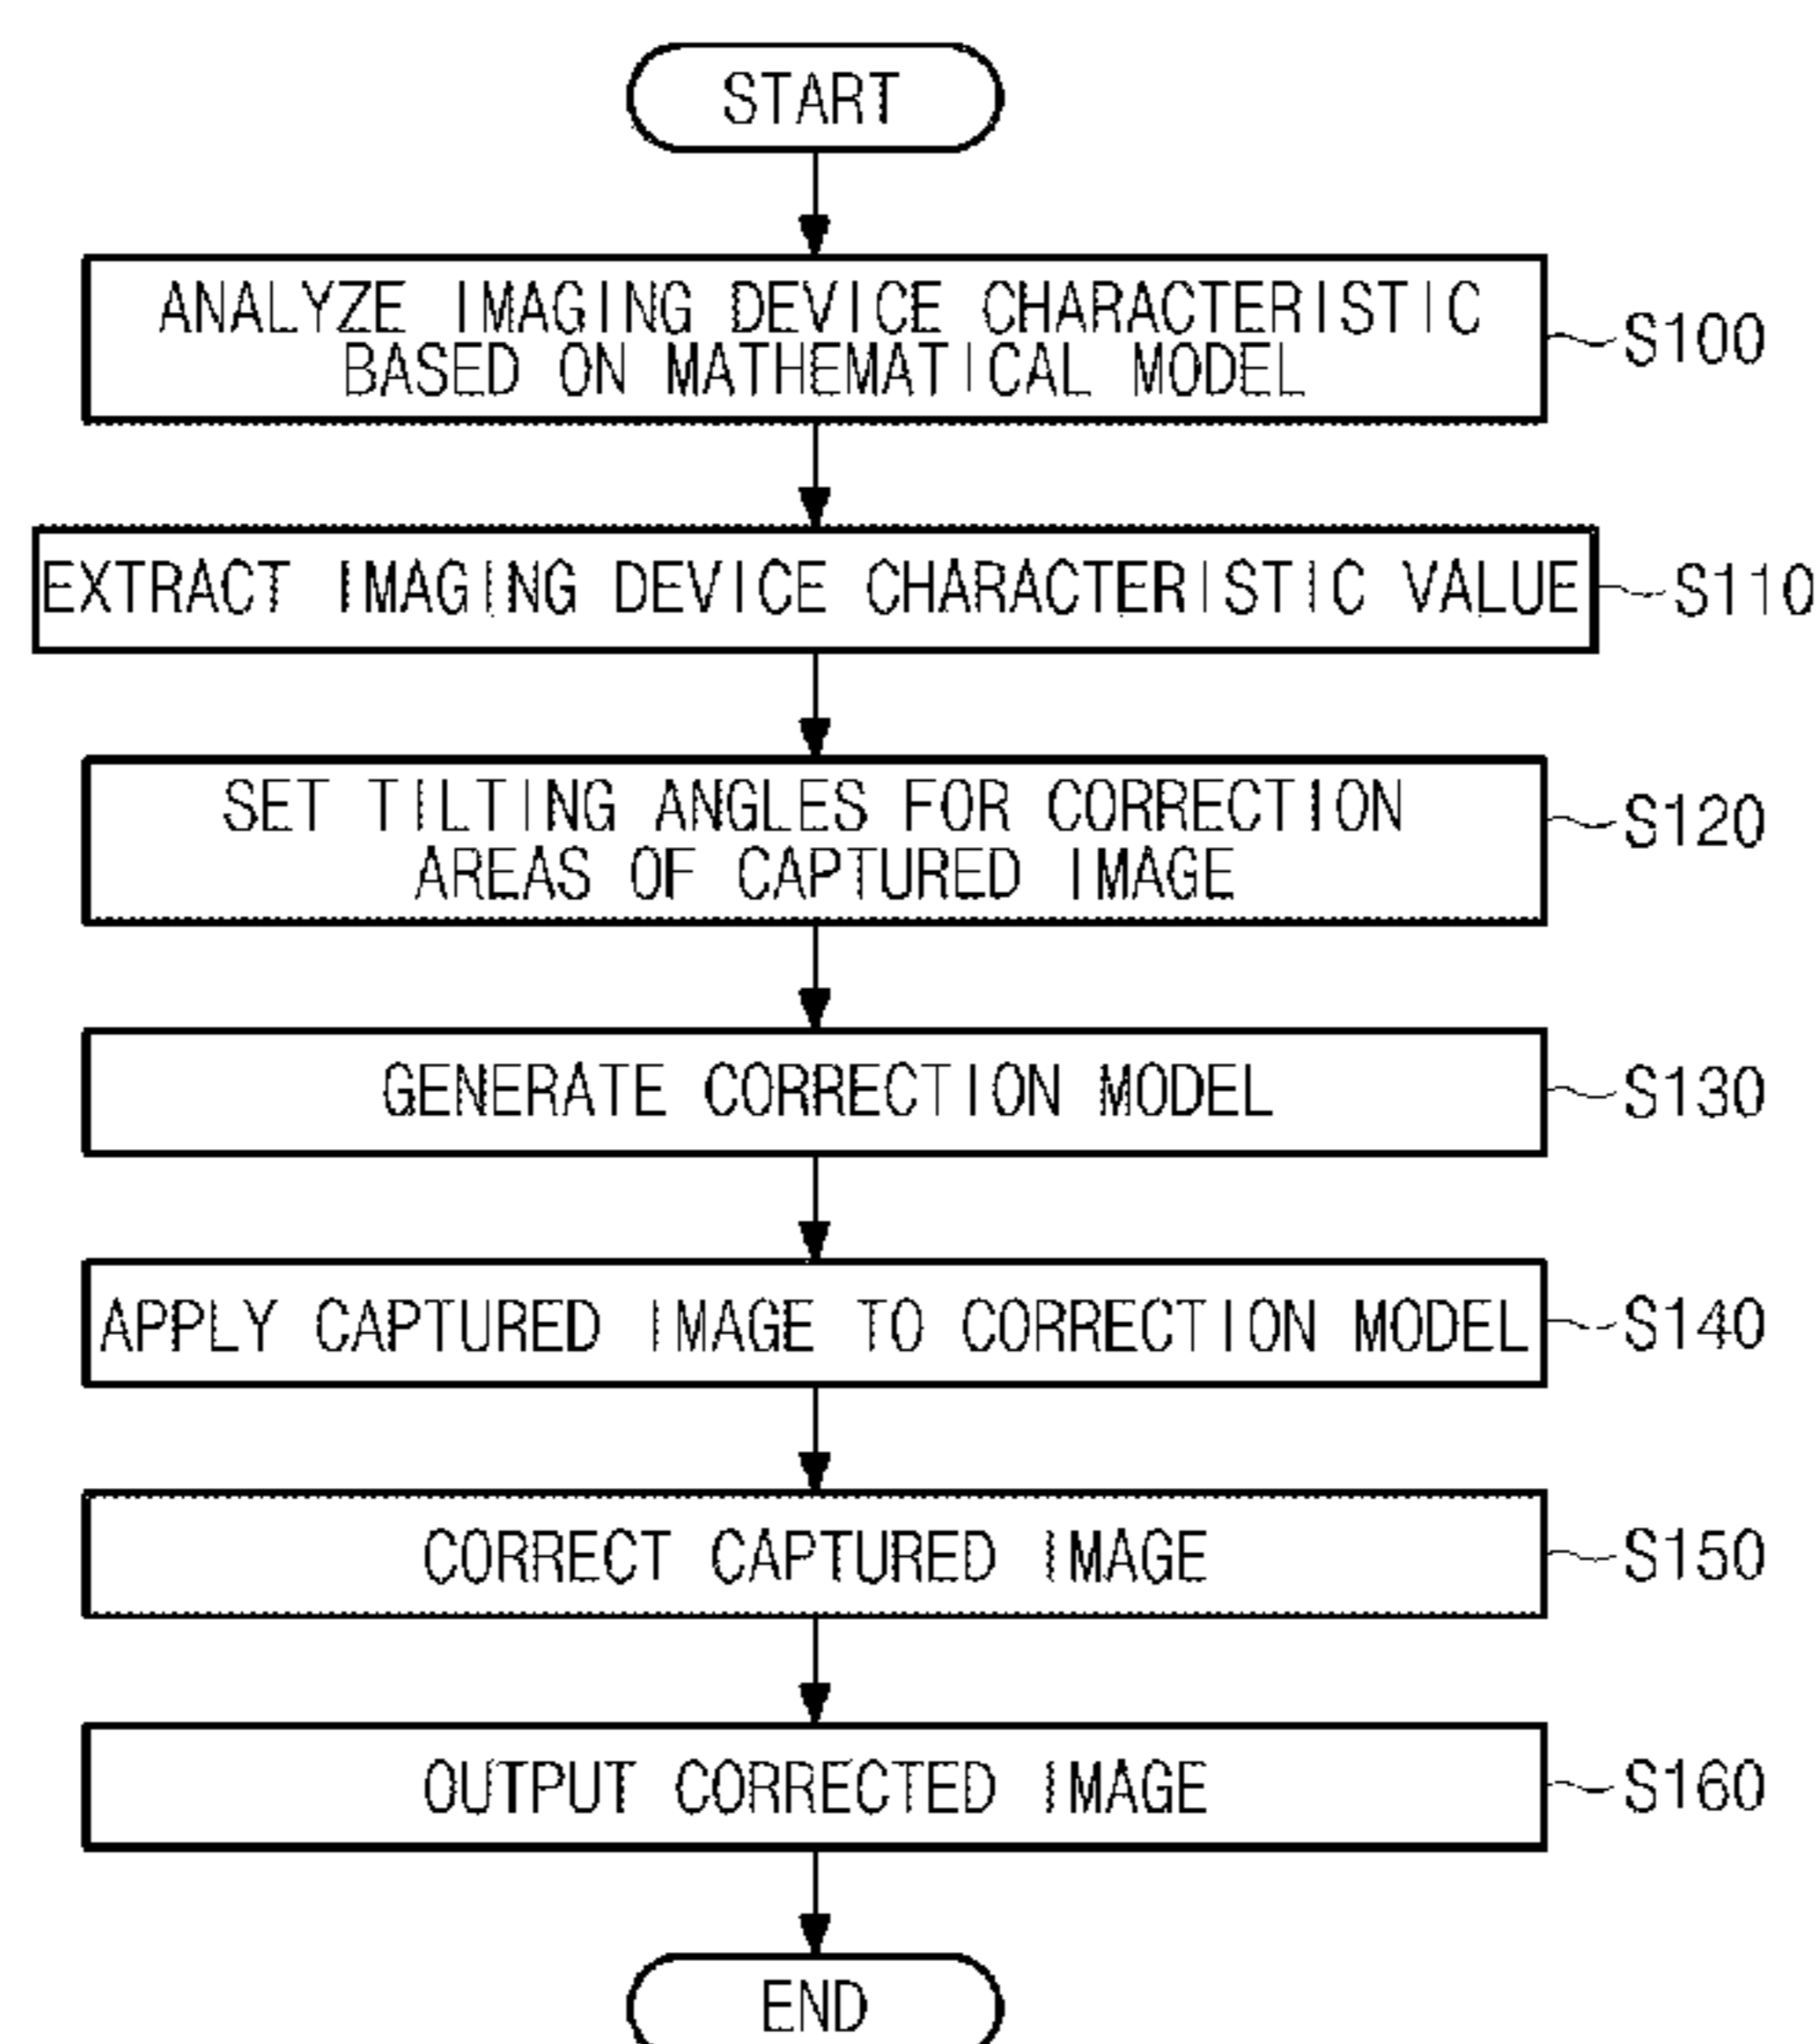 START
ANALYZE IMAGING DEVICE CHARACTERISTIC
BASED ON MATHEMATICAL MODEL
S100
EXTRACT IMAGING DEVICE CHARACTERISTIC VALUE
S110
SET TILTING ANGLES FOR CORRECTION
AREAS OF CAPTURED IMAGE
S120
GENERATE CORRECTION MODEL
S130
APPLY CAPTURED IMAGE TO CORRECTION MODEL
S140
CORRECT CAPTURED IMAGE
S150
OUTPUT CORRECTED IMAGE
S160
END